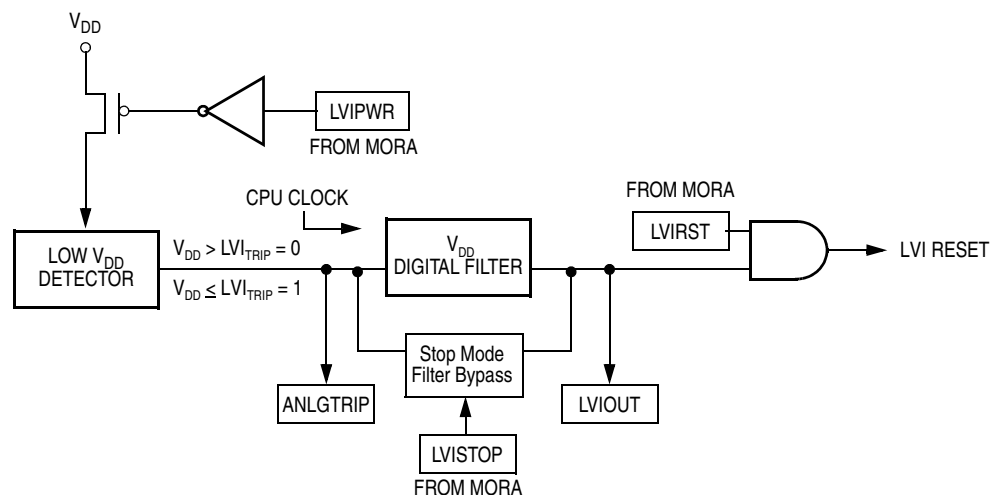 VDD
LVIPWR
FROM MORA
FROM MORA
CPU CLOCK
LVIRST
LOW VDD
DETECTOR
VDD > LVITRIP = 0
VDD ≤ LVITRIP = 1
VDD
DIGITAL FILTER
LVI RESET
Stop Mode
Filter Bypass
ANLGTRIP
LVIOUT
LVISTOP
FROM MORA